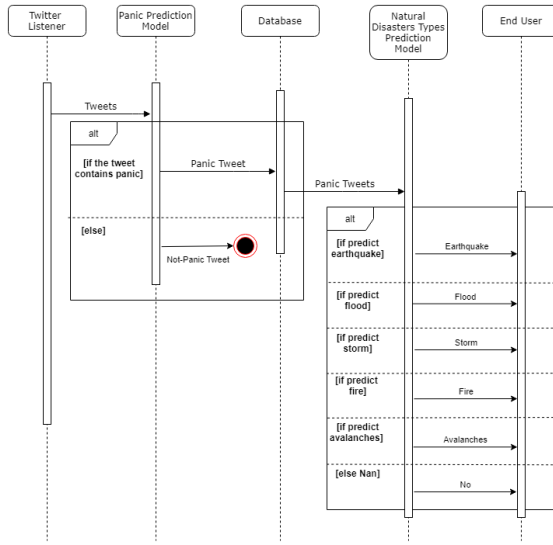 Twitter
Listener
Panic Prediction
Model
Database
Natural
Disasters Types
Prediction
Model
End User
Tweets
alt
[if the tweet
contains panic]
Panic Tweet
Panic Tweets
[else]
Not-Panic Tweet
alt
[if predict
earthquake]
Earthquake
[if predict
flood]
Flood
[if predict
storm]
Storm
[if predict
fire]
Fire
[if predict
avalanches]
Avalanches
[else Nan]
No